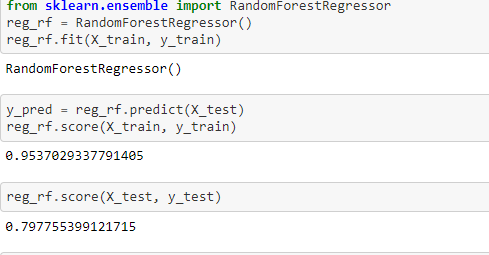 from sklearn.ensemble import RandomForestRegressor
reg_rf = RandomForestRegressor()
reg_rf.fit(X_train, y_train)
RandomForestRegressor()
y_pred = reg_rf.predict(X_test)
reg_rf.score(X_train, y_train)
0.9537029337791405
reg_rf.score(X_test, y_test)
0.797755399121715